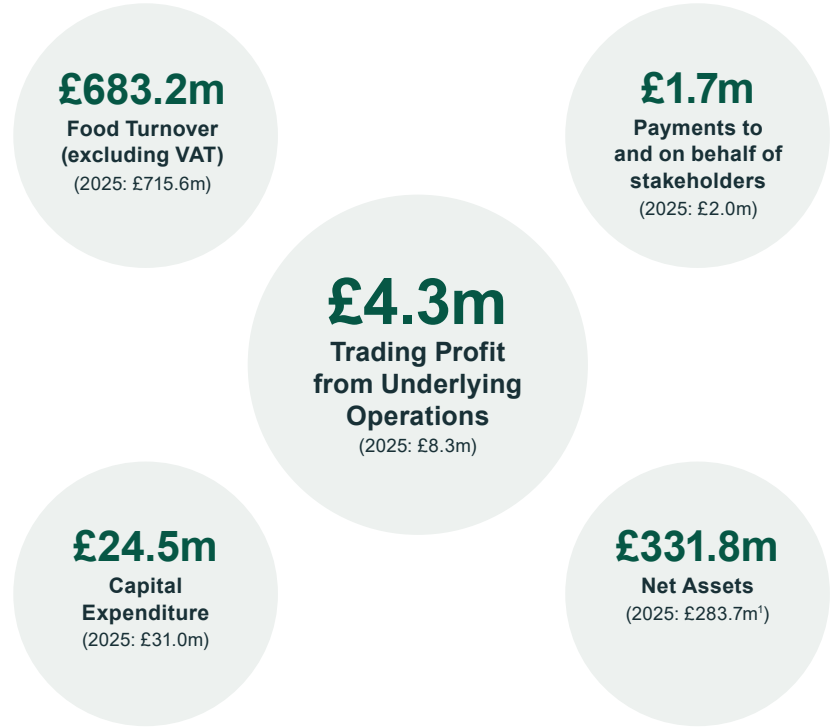 £683.2m
Food Turnover
(excluding VAT)
(2025: £715.6m)
£1.7m
Payments to
and on behalf of
stakeholders
(2025: £2.0m)
£4.3m
Trading Profit
from Underlying
Operations
(2025: £8.3m)
£24.5m
Capital
Expenditure
(2025: £31.0m)
£331.8m
Net Assets
(2025: £283.7m¹)